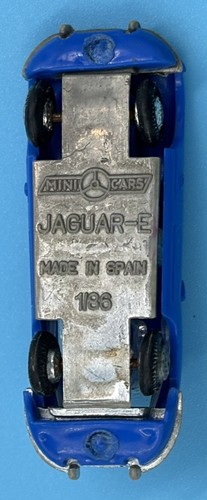 MINI CARS
JAGUAR-E
MADE IN SPAIN
1/86